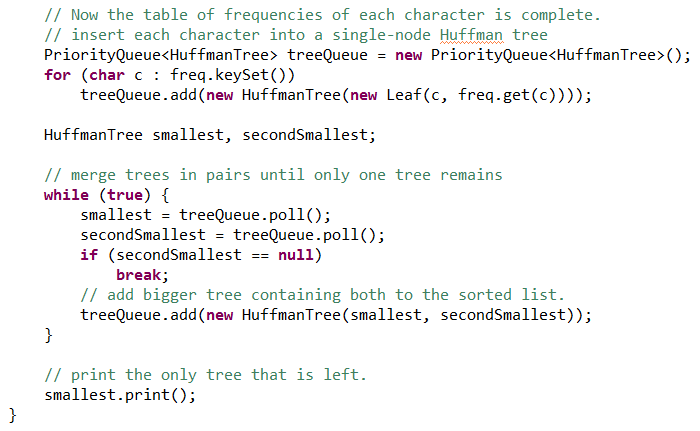 // Now the table of frequencies of each character is complete.
// insert each character into a single-node Huffman tree
PriorityQueue<HuffmanTree> treeQueue = new PriorityQueue<HuffmanTree>();
for (char c : freq.keySet())
    treeQueue.add(new HuffmanTree(new Leaf(c, freq.get(c))));

HuffmanTree smallest, secondSmallest;

// merge trees in pairs until only one tree remains
while (true) {
    smallest = treeQueue.poll();
    secondSmallest = treeQueue.poll();
    if (secondSmallest == null)
        break;
    // add bigger tree containing both to the sorted list.
    treeQueue.add(new HuffmanTree(smallest, secondSmallest));
}

// print the only tree that is left.
smallest.print();
}